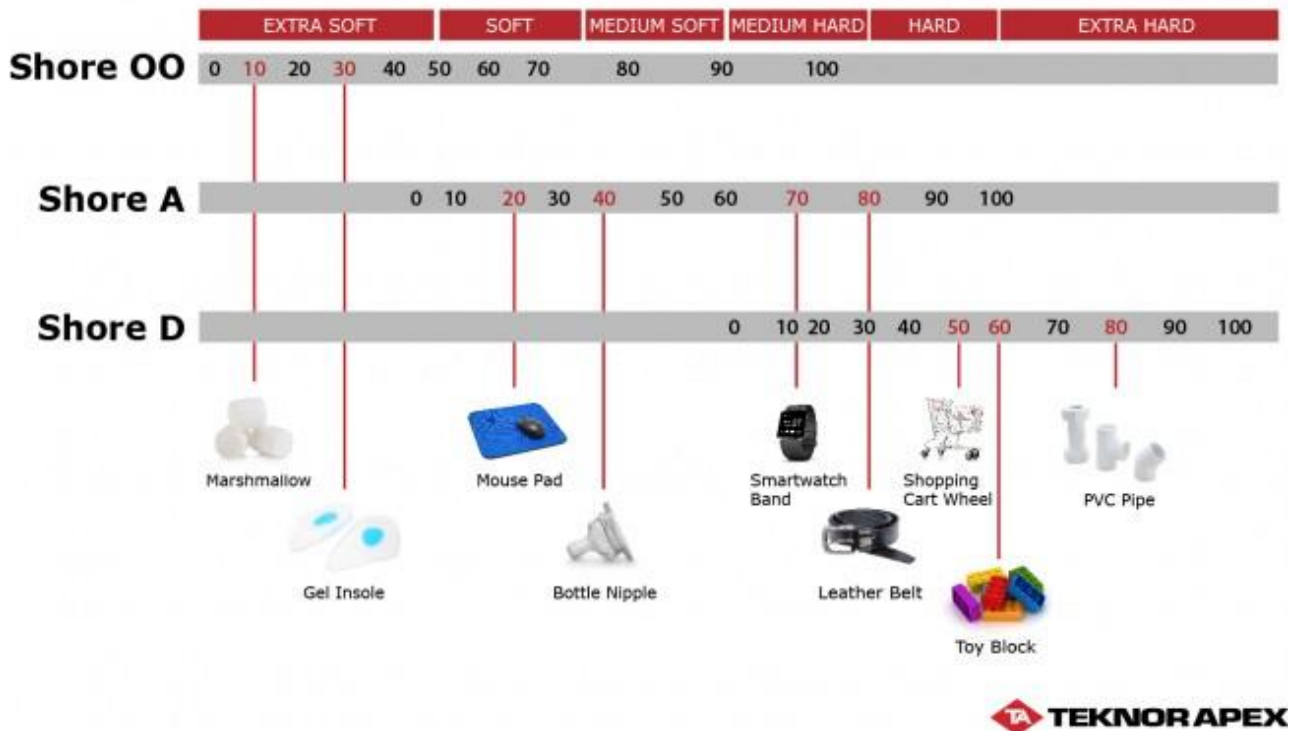 EXTRA SOFT SOFT MEDIUM SOFT MEDIUM HARD HARD EXTRA HARD
Shore OO 0 10 20 30 40 50 60 70 80 90 100
Shore A 0 10 20 30 40 50 60 70 80 90 100
Shore D 0 10 20 30 40 50 60 70 80 90 100
Marshmallow Mouse Pad Smartwatch Band Shopping Cart Wheel PVC Pipe
Gel Insole Bottle Nipple Leather Belt
Toy Block
TA TEKNOR APEX